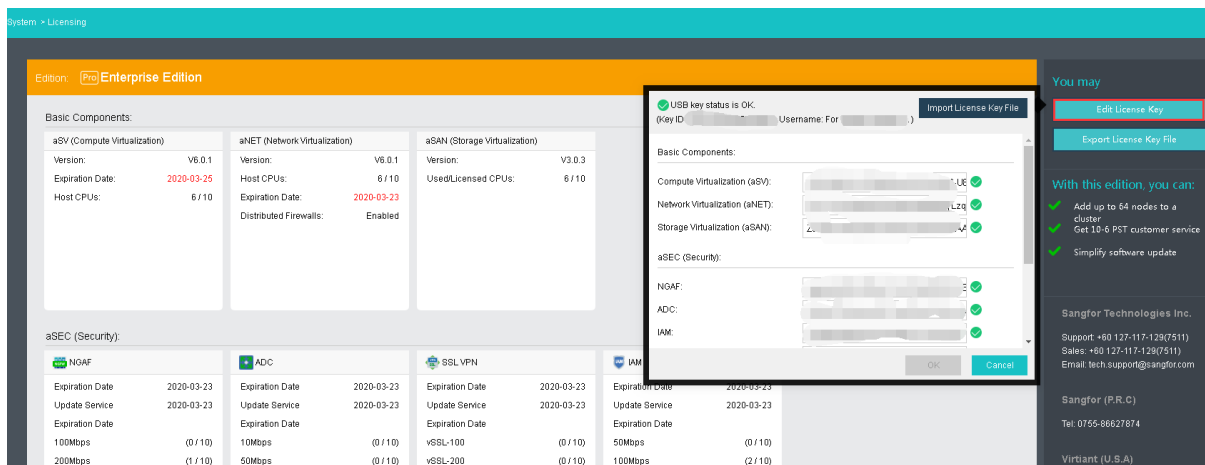 System > Licensing
Edition: Pro Enterprise Edition
Basic Components:
aSV (Compute Virtualization)
Version: V6.0.1
Expiration Date: 2020-03-25
Host CPUs: 6 / 10
aNET (Network Virtualization)
Version: V6.0.1
Host CPUs: 6 / 10
Expiration Date: 2020-03-23
Distributed Firewalls: Enabled
aSAN (Storage Virtualization)
Version: V3.0.3
Used/Licensed CPUs: 6 / 10
aSEC (Security):
NGAF
Expiration Date 2020-03-23
Update Service 2020-03-23
Expiration Date
100Mbps (0 / 10)
200Mbps (1 / 10)
ADC
Expiration Date 2020-03-23
Update Service 2020-03-23
Expiration Date
10Mbps (0 / 10)
50Mbps (0 / 10)
SSL VPN
Expiration Date 2020-03-23
Update Service 2020-03-23
Expiration Date
vSSL-100 (0 / 10)
vSSL-200 (0 / 10)
IAM
Expiration Date 2020-03-23
Update Service 2020-03-23
Expiration Date
50Mbps (0 / 10)
100Mbps (2 / 10)
USB key status is OK.
(Key ID Username: For .)
Import License Key File
Basic Components:
Compute Virtualization (aSV):
Network Virtualization (aNET):
Storage Virtualization (aSAN):
aSEC (Security):
NGAF:
ADC:
IAM:
OK Cancel
You may
Edit License Key
Export License Key File
With this edition, you can:
Add up to 64 nodes to a
cluster
Get 10-6 PST customer service
Simplify software update
Sangfor Technologies Inc.
Support: +60 127-117-129(7511)
Sales: +60 127-117-129(7511)
Email: tech.support@sangfor.com
Sangfor (P.R.C)
Tel: 0755-86627874
Virtiant (U.S.A)